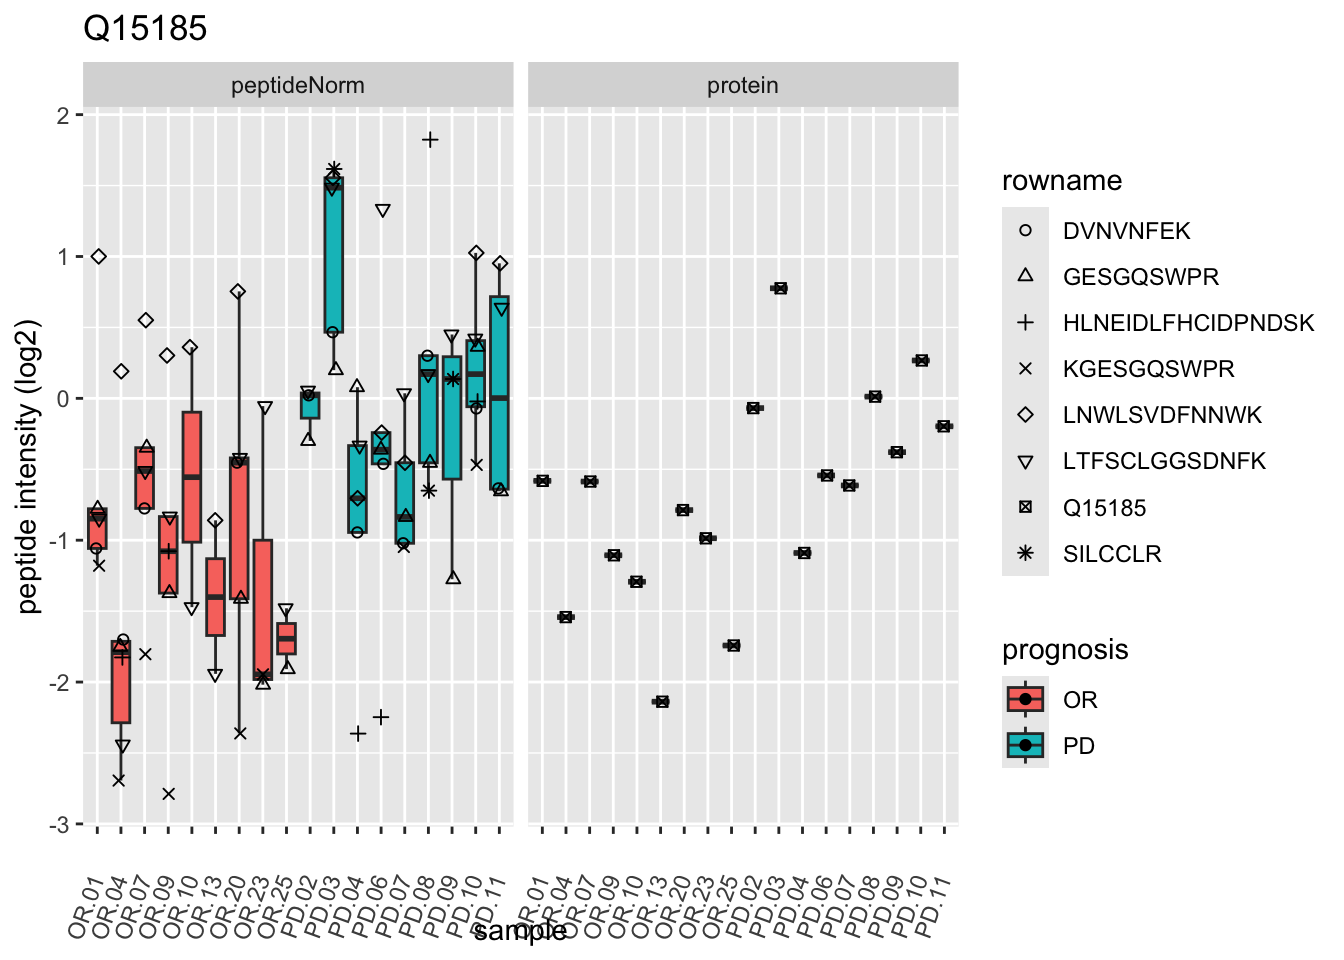 Q15185
peptideNorm
protein
2
1
0
-1
-2
-3
peptide intensity (log2)
OR.01
OR.04
OR.07
OR.09
OR.10
OR.13
OR.20
OR.23
OR.25
PD.02
PD.03
PD.04
PD.06
PD.07
PD.08
PD.09
PD.10
PD.11
OR.01
OR.04
OR.07
OR.09
OR.10
OR.13
OR.20
OR.23
OR.25
PD.02
PD.03
PD.04
PD.06
PD.07
PD.08
PD.09
PD.10
PD.11
sample
rowname
DVNVNFEK
GESGQSWPR
HLNEIDLFHCIDPNDSK
KGESGQSWPR
LNWLSVDFNNWK
LTFSCLGGSDNFK
Q15185
SILCCLR
prognosis
OR
PD